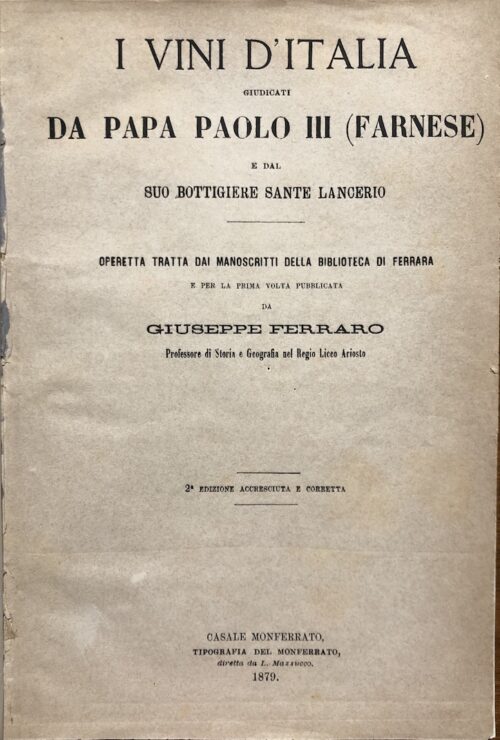 I VINI D'ITALIA
GIUDICATI
DA PAPA PAOLO III (FARNESE)
E DAL
SUO BOTTIGIERE SANTE LANCERIO
OPERETTA TRATTA DAI MANOSCRITTI DELLA BIBLIOTECA DI FERRARA
E PER LA PRIMA VOLTA PUBBLICATA
DA
GIUSEPPE FERRARO
Professore di Storia e Geografia nel Regio Liceo Ariosto
2ª EDIZIONE ACCRESCIUTA E CORRETTA
CASALE MONFERRATO,
TIPOGRAFIA DEL MONFERRATO,
diretta da L. Massucco.
1879.